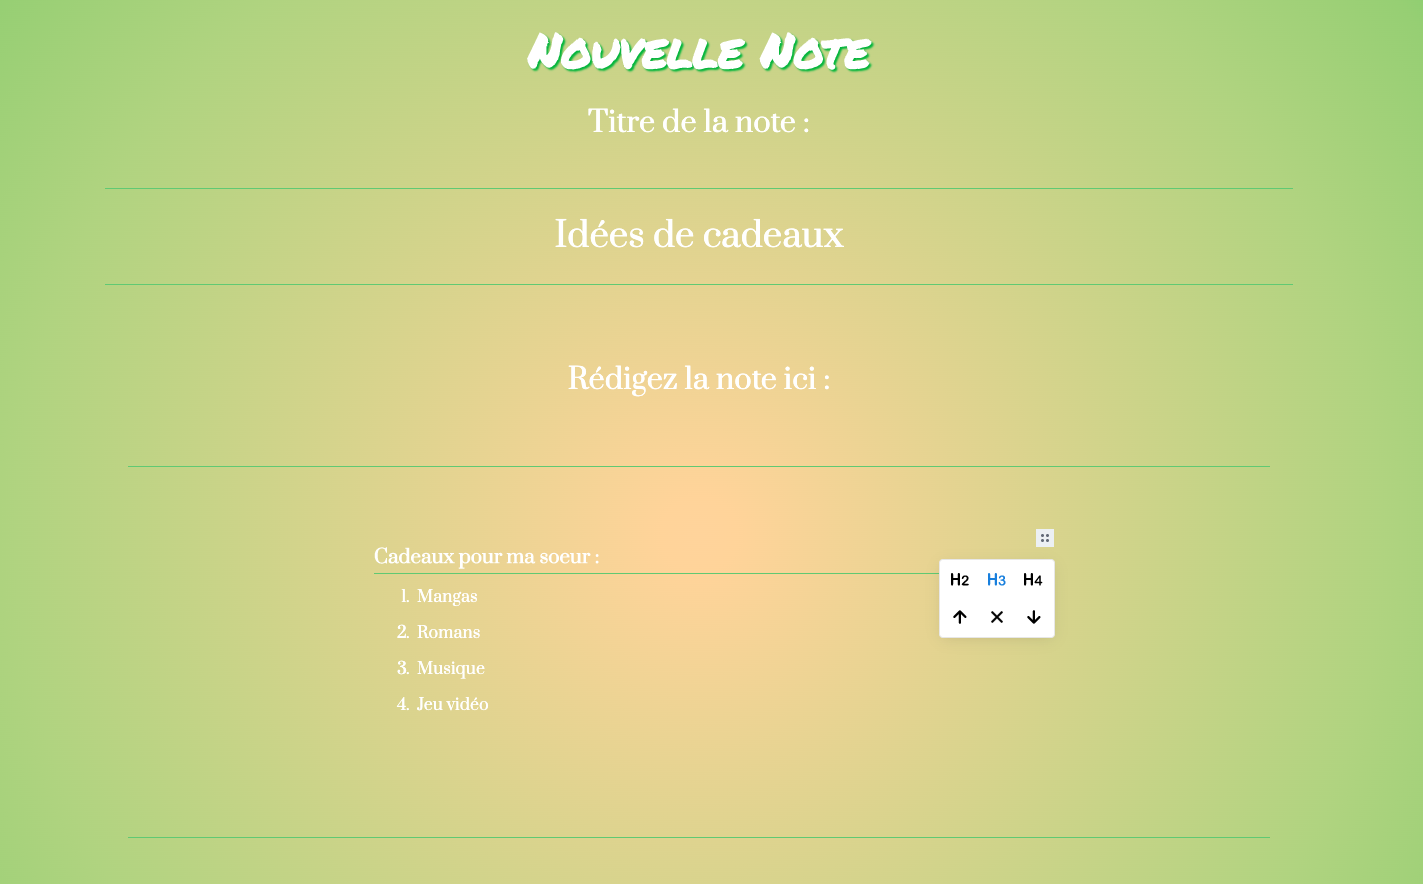 Nouvelle Note
Titre de la note :
Idées de cadeaux
Rédigez la note ici :
Cadeaux pour ma soeur :
H2 H3 H4
1. Mangas
2. Romans
3. Musique
4. Jeu vidéo